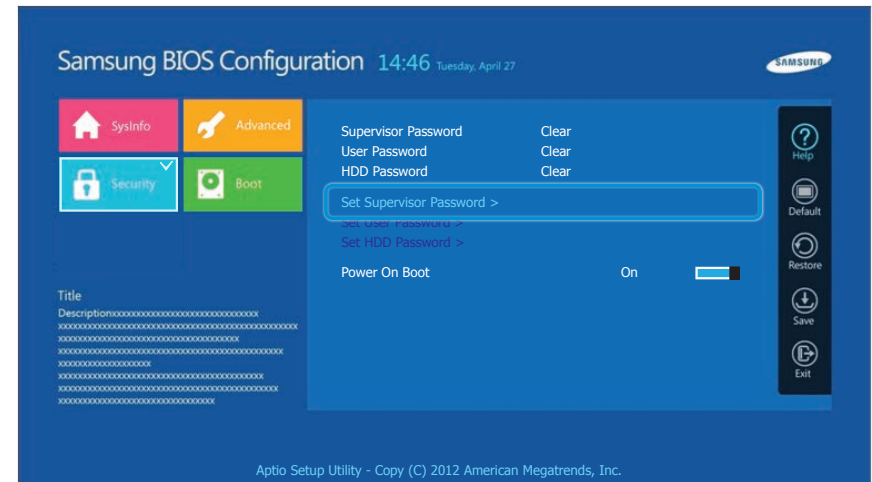 Samsung BIOS Configuration 14:46 Tuesday, April 27
SAMSUNG
SysInfo
Advanced
Security
Boot
Supervisor Password Clear
User Password Clear
HDD Password Clear
Set Supervisor Password >
Set User Password >
Set HDD Password >
Power On Boot On
Help
Default
Restore
Save
Exit
Title
Aptio Setup Utility - Copy (C) 2012 American Megatrends, Inc.